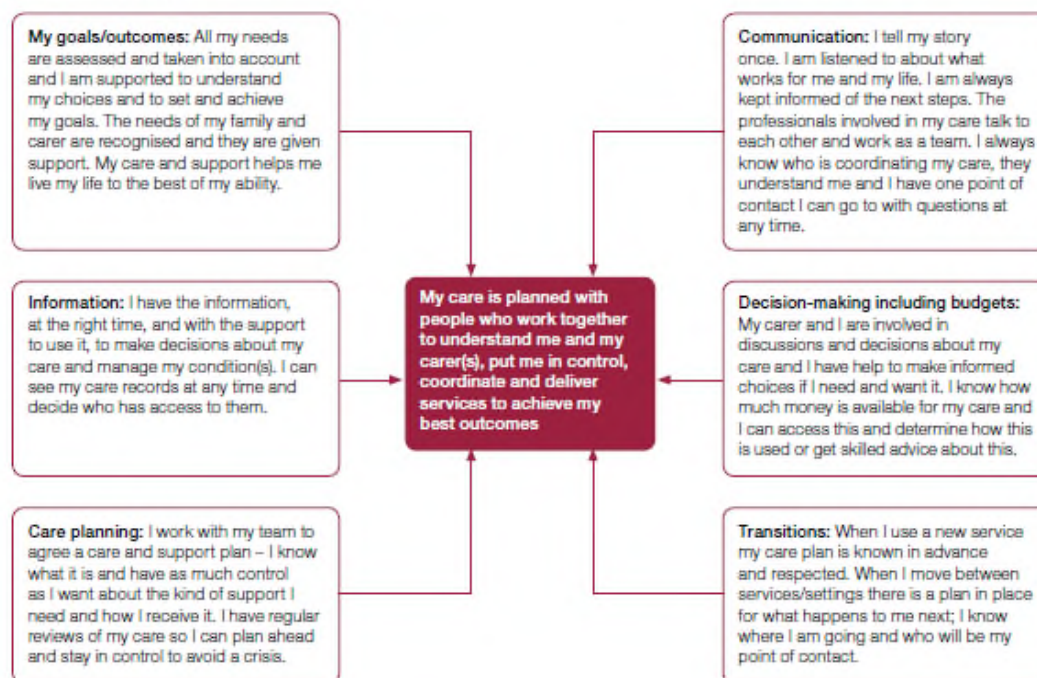 My goals/outcomes: All my needs
are assessed and taken into account
and I am supported to understand
my choices and to set and achieve
my goals. The needs of my family and
carer are recognised and they are given
support. My care and support helps me
live my life to the best of my ability.
Communication: I tell my story
once. I am listened to about what
works for me and my life. I am always
kept informed of the next steps. The
professionals involved in my care talk to
each other and work as a team. I always
know who is coordinating my care, they
understand me and I have one point of
contact I can go to with questions at
any time.
Information: I have the information,
at the right time, and with the support
to use it, to make decisions about my
care and manage my condition(s). I can
see my care records at any time and
decide who has access to them.
My care is planned with
people who work together
to understand me and my
carer(s), put me in control,
coordinate and deliver
services to achieve my
best outcomes
Decision-making including budgets:
My carer and I are involved in
discussions and decisions about my
care and I have help to make informed
choices if I need and want it. I know how
much money is available for my care and
I can access this and determine how this
is used or get skilled advice about this.
Care planning: I work with my team to
agree a care and support plan – I know
what it is and have as much control
as I want about the kind of support I
need and how I receive it. I have regular
reviews of my care so I can plan ahead
and stay in control to avoid a crisis.
Transitions: When I use a new service
my care plan is known in advance
and respected. When I move between
services/settings there is a plan in place
for what happens to me next; I know
where I am going and who will be my
point of contact.